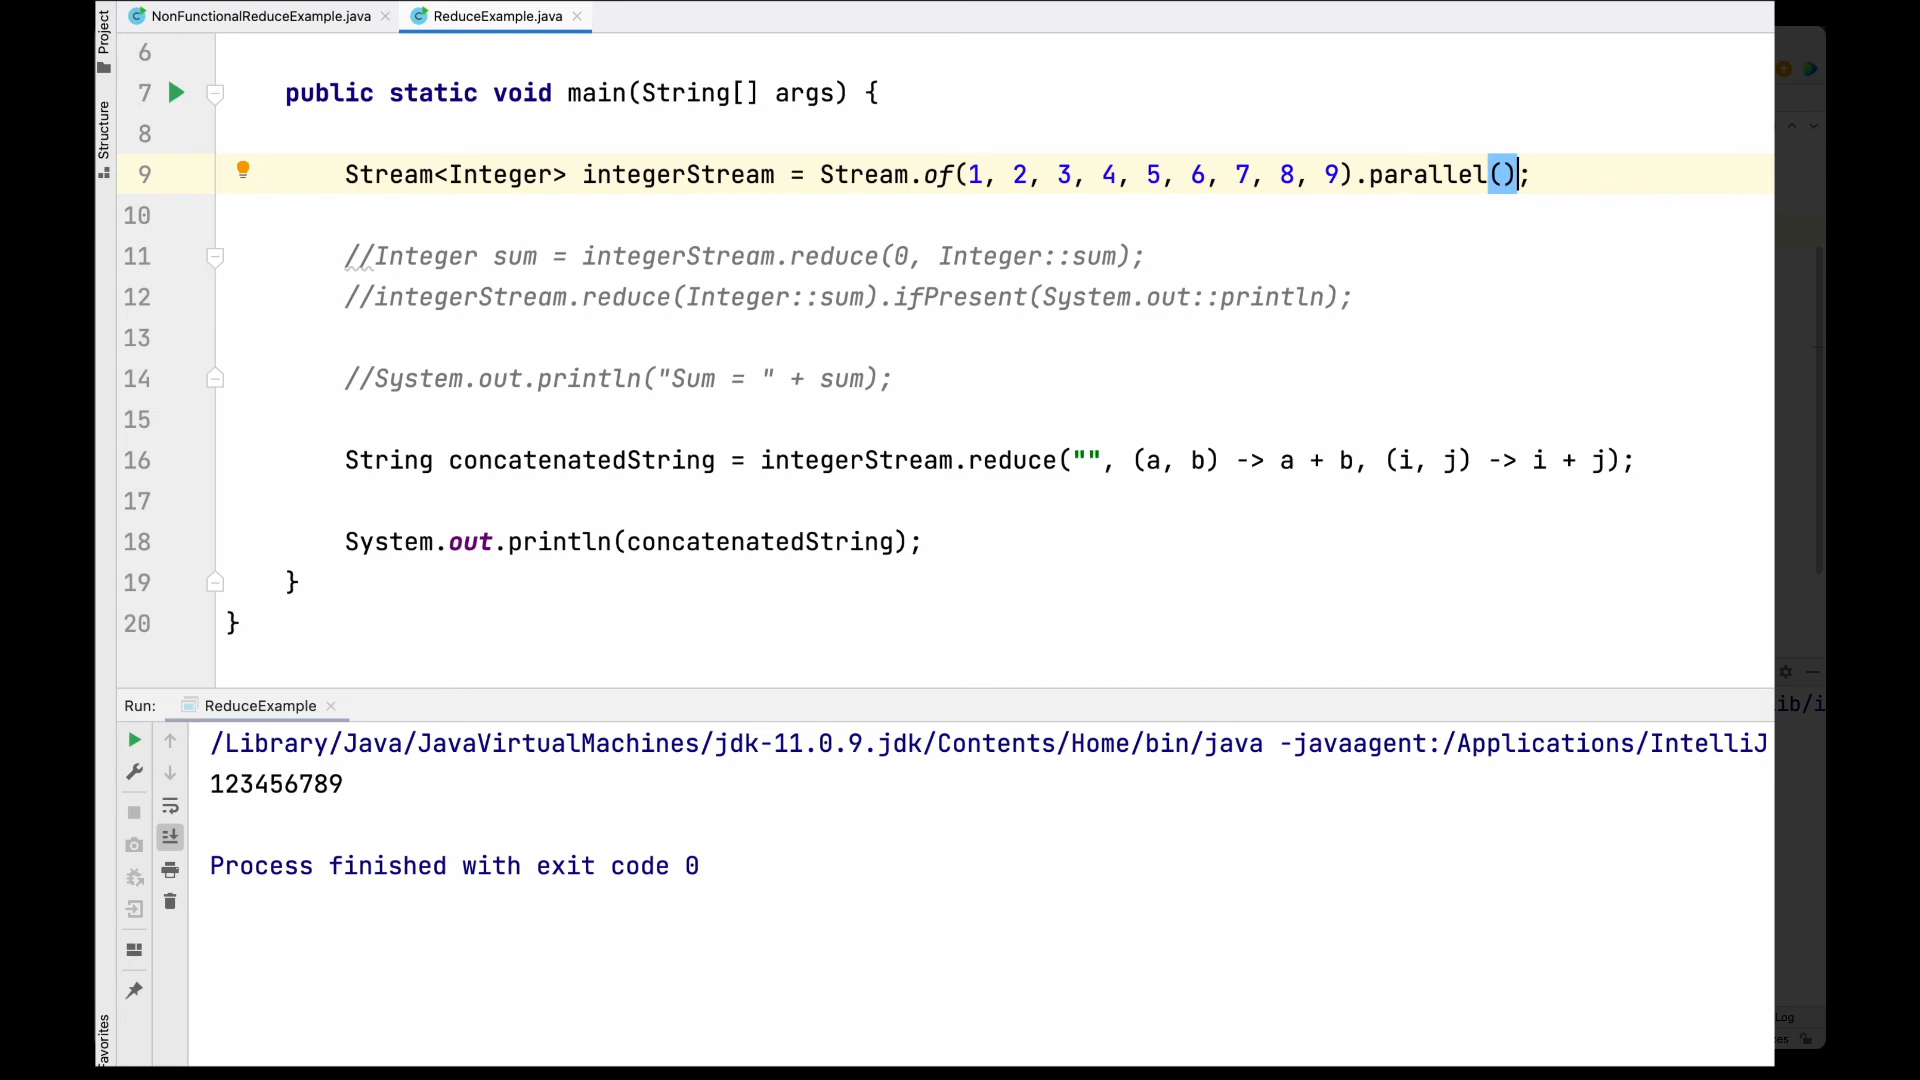 NonFunctionalReduceExample.java
ReduceExample.java
Project
Structure
6
7 public static void main(String[] args) {
8
9 Stream<Integer> integerStream = Stream.of(1, 2, 3, 4, 5, 6, 7, 8, 9).parallel();
10
11 //Integer sum = integerStream.reduce(0, Integer::sum);
12 //integerStream.reduce(Integer::sum).ifPresent(System.out::println);
13
14 //System.out.println("Sum = " + sum);
15
16 String concatenatedString = integerStream.reduce("", (a, b) -> a + b, (i, j) -> i + j);
17
18 System.out.println(concatenatedString);
19 }
20 }
Run: ReduceExample
/Library/Java/JavaVirtualMachines/jdk-11.0.9.jdk/Contents/Home/bin/java -javaagent:/Applications/IntelliJ
ib/i
123456789
Process finished with exit code 0
Log
avorites